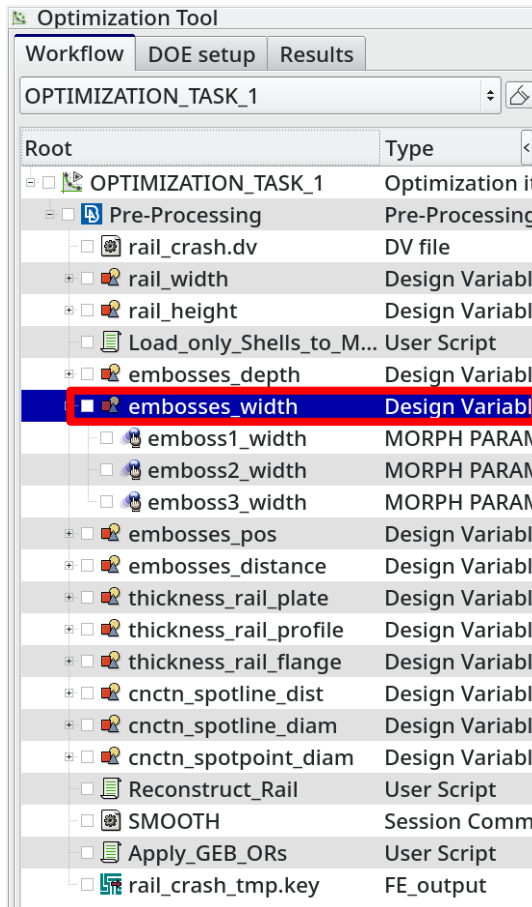 Optimization Tool
Workflow DOE setup Results
OPTIMIZATION_TASK_1
Root Type <
OPTIMIZATION_TASK_1 Optimization it
Pre-Processing Pre-Processing
rail_crash.dv DV file
rail_width Design Variabl
rail_height Design Variabl
Load_only_Shells_to_M... User Script
embosses_depth Design Variabl
embosses_width Design Variabl
emboss1_width MORPH PARAM
emboss2_width MORPH PARAM
emboss3_width MORPH PARAM
embosses_pos Design Variabl
embosses_distance Design Variabl
thickness_rail_plate Design Variabl
thickness_rail_profile Design Variabl
thickness_rail_flange Design Variabl
cnctn_spotline_dist Design Variabl
cnctn_spotline_diam Design Variabl
cnctn_spotpoint_diam Design Variabl
Reconstruct_Rail User Script
SMOOTH Session Comm
Apply_GEB_ORs User Script
rail_crash_tmp.key FE_output